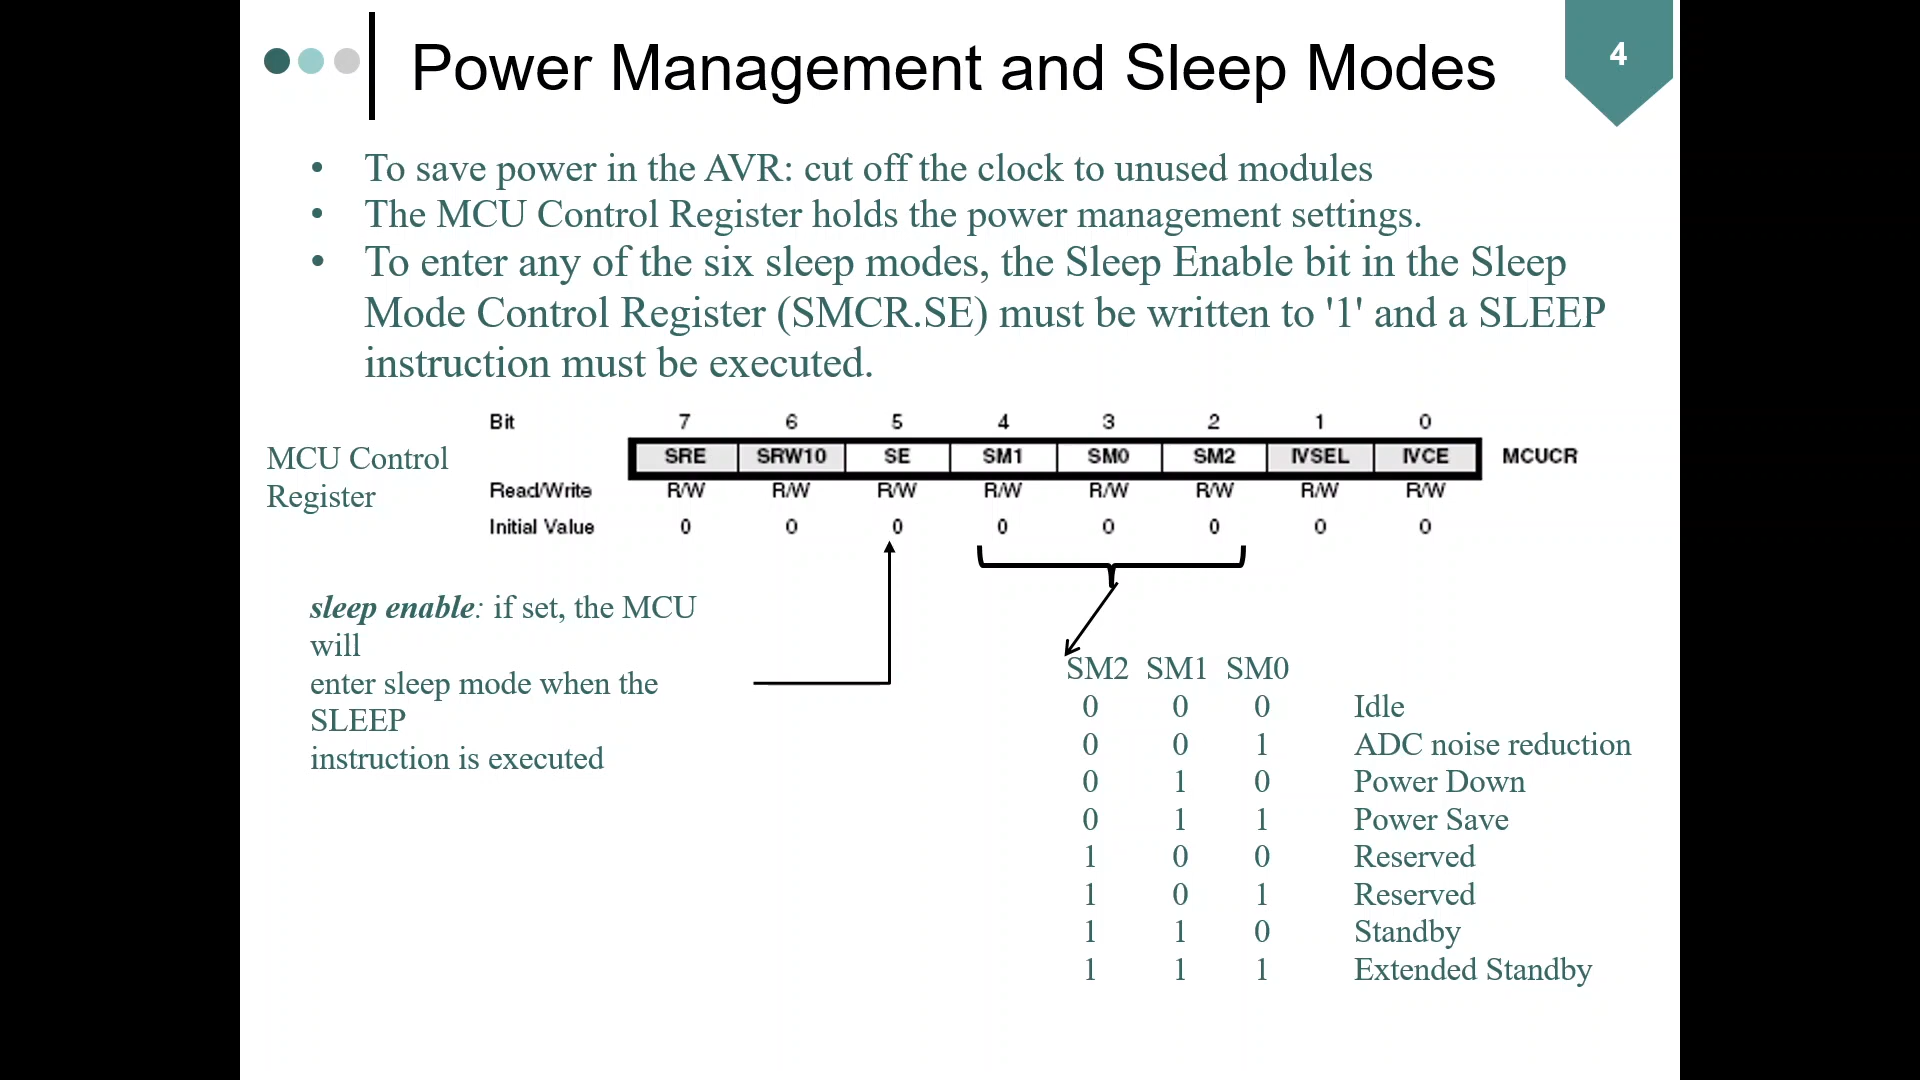 Power Management and Sleep Modes
4
• To save power in the AVR: cut off the clock to unused modules
• The MCU Control Register holds the power management settings.
• To enter any of the six sleep modes, the Sleep Enable bit in the Sleep
Mode Control Register (SMCR.SE) must be written to '1' and a SLEEP
instruction must be executed.
MCU Control
Register
Bit 7 6 5 4 3 2 1 0
SRE SRW10 SE SM1 SM0 SM2 IVSEL IVCE MCUCR
Read/Write R/W R/W R/W R/W R/W R/W R/W R/W
Initial Value 0 0 0 0 0 0 0 0
sleep enable: if set, the MCU
will
enter sleep mode when the
SLEEP
instruction is executed
SM2 SM1 SM0
0 0 0 Idle
0 0 1 ADC noise reduction
0 1 0 Power Down
0 1 1 Power Save
1 0 0 Reserved
1 0 1 Reserved
1 1 0 Standby
1 1 1 Extended Standby